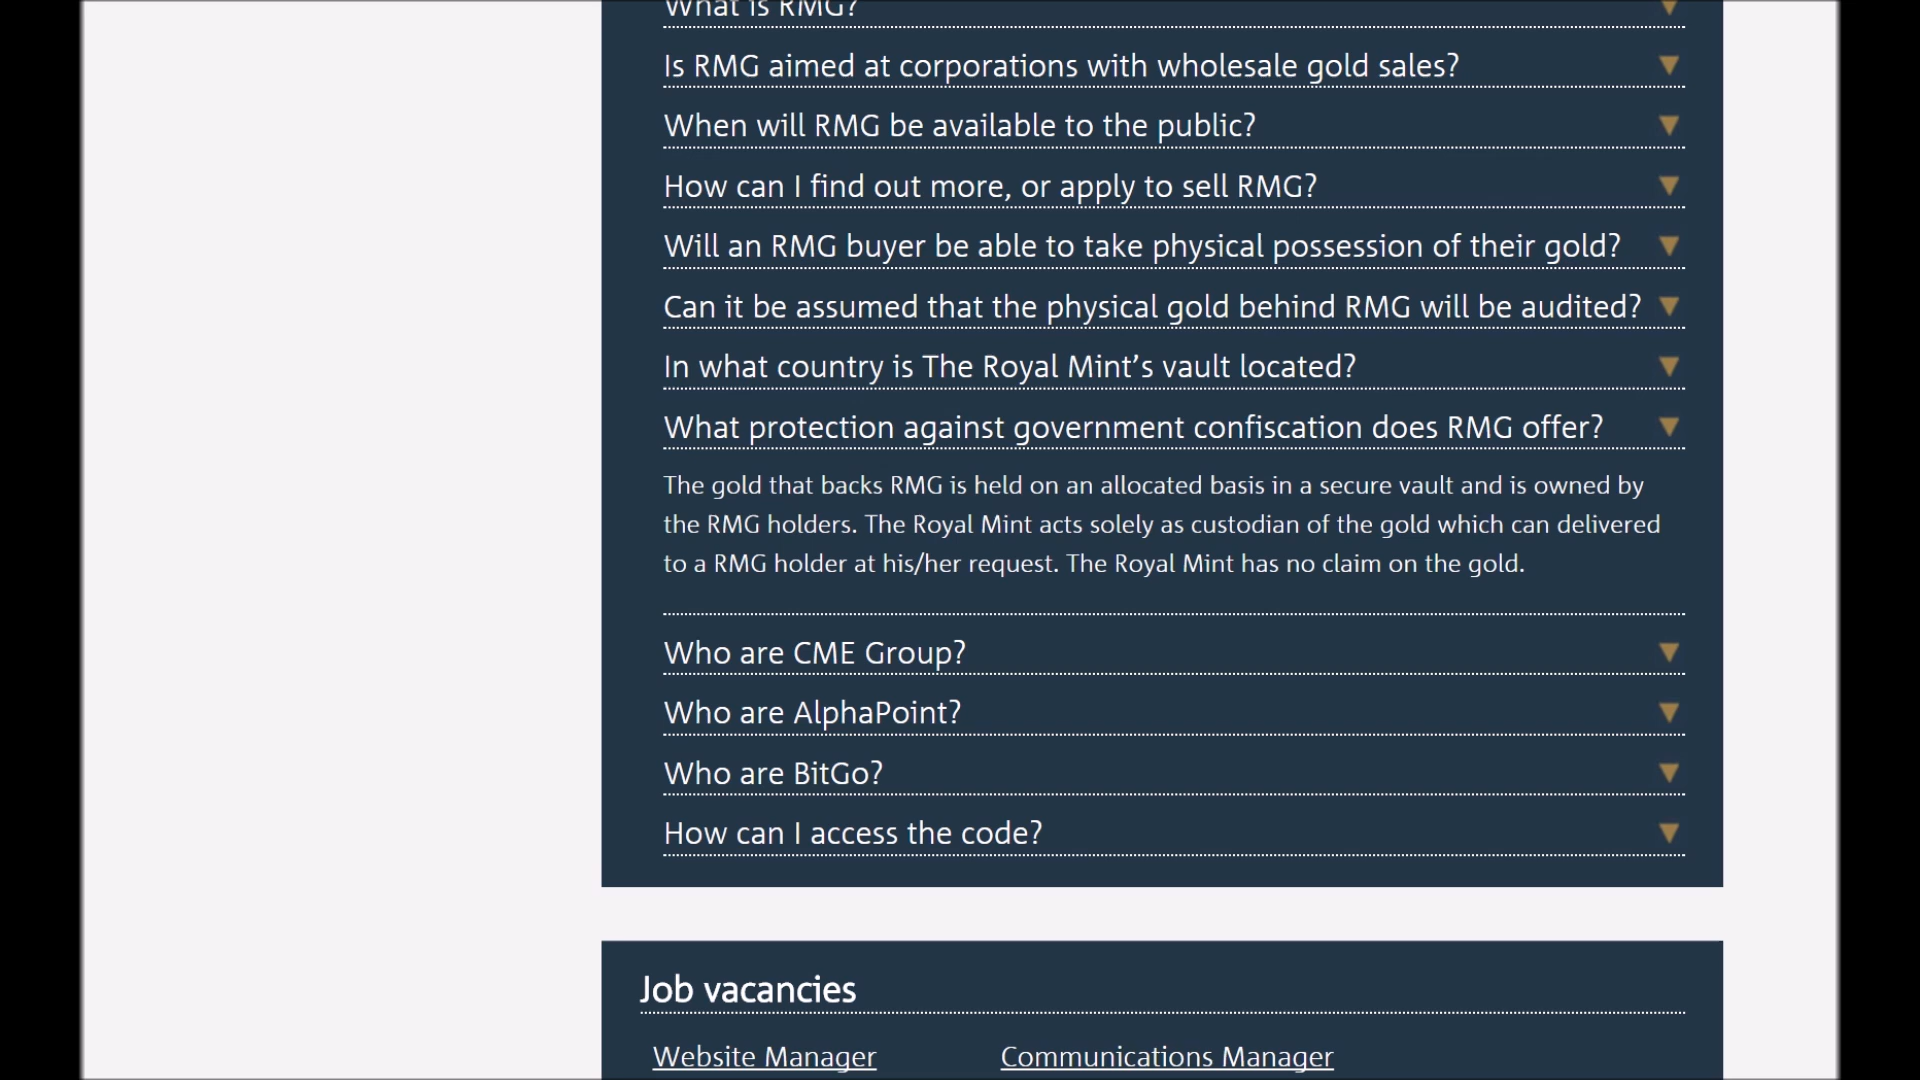 What is RMG?
Is RMG aimed at corporations with wholesale gold sales?
When will RMG be available to the public?
How can I find out more, or apply to sell RMG?
Will an RMG buyer be able to take physical possession of their gold?
Can it be assumed that the physical gold behind RMG will be audited?
In what country is The Royal Mint’s vault located?
What protection against government confiscation does RMG offer?
The gold that backs RMG is held on an allocated basis in a secure vault and is owned by
the RMG holders. The Royal Mint acts solely as custodian of the gold which can delivered
to a RMG holder at his/her request. The Royal Mint has no claim on the gold.
Who are CME Group?
Who are AlphaPoint?
Who are BitGo?
How can I access the code?
Job vacancies
Website Manager
Communications Manager